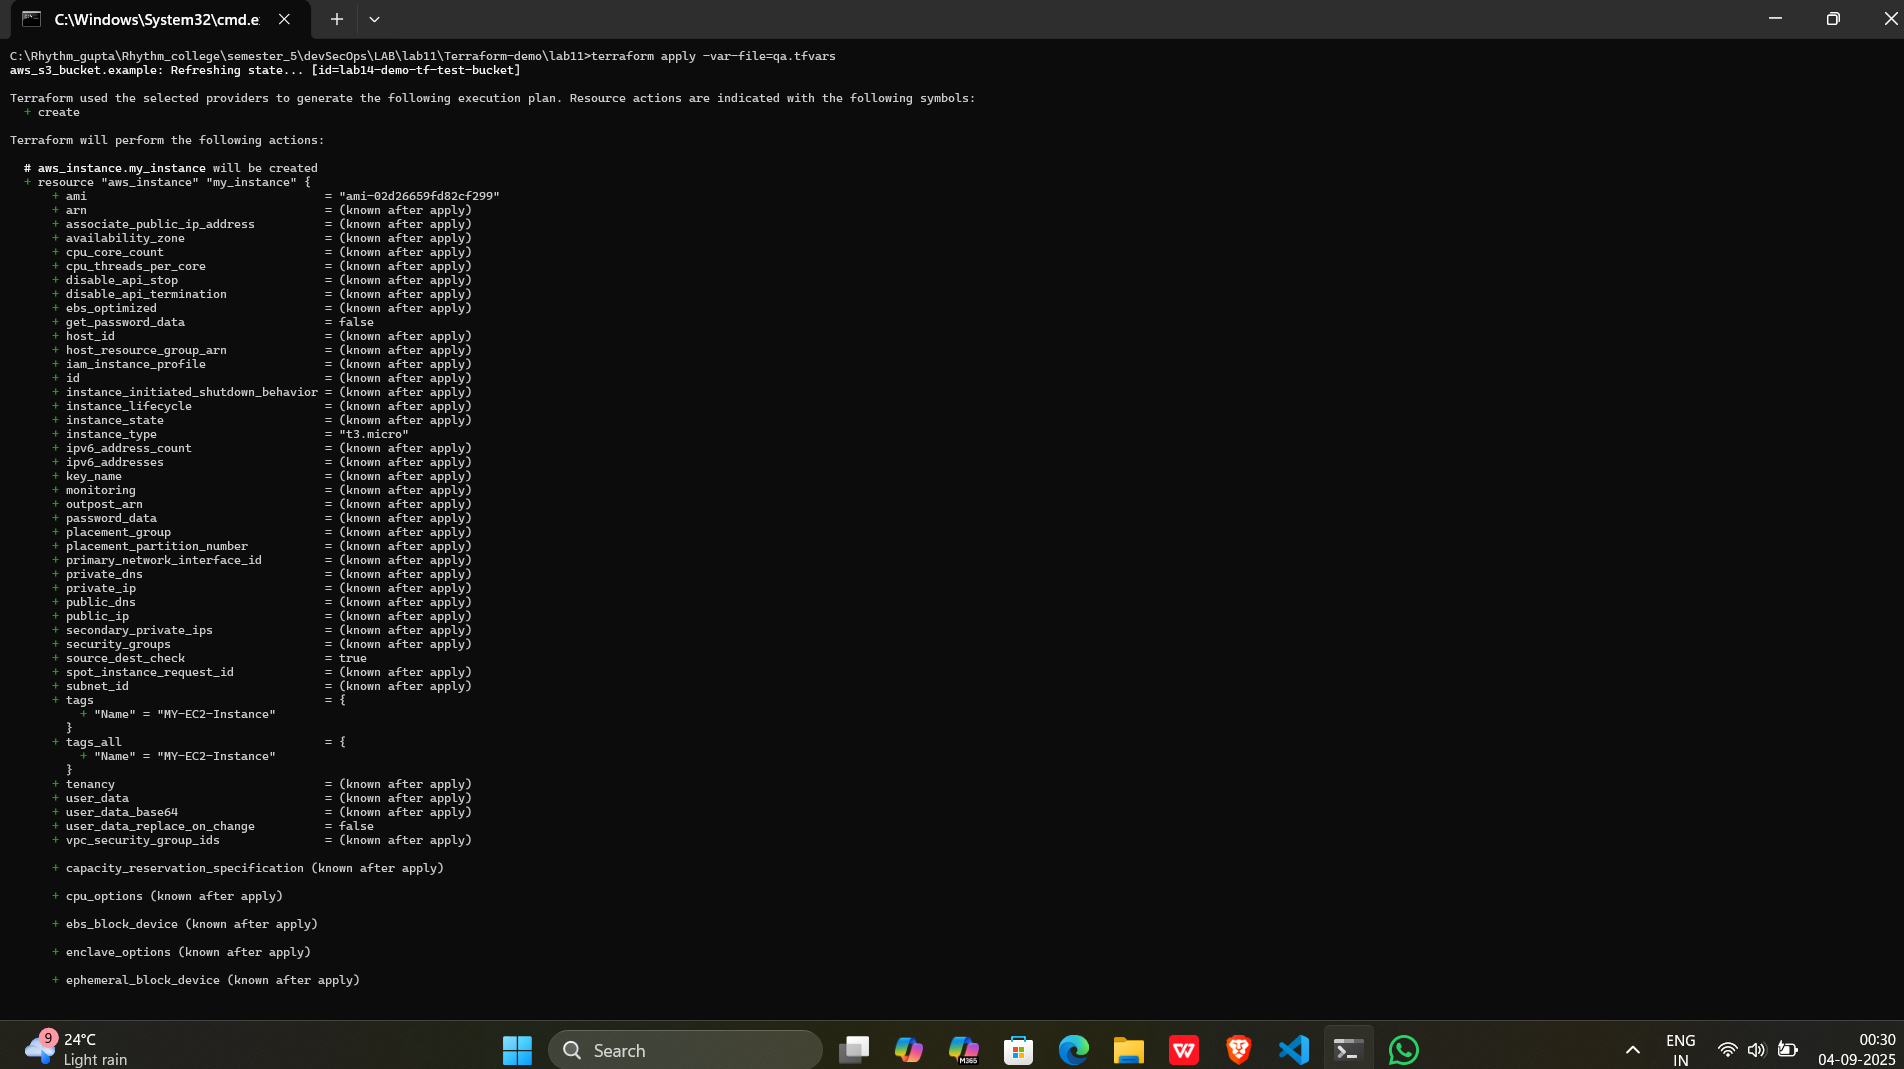 C:\Windows\System32\cmd.e
C:\Rhythm_gupta\Rhythm_college\semester_5\devSecOps\LAB\lab11\Terraform-demo\lab11>terraform apply -var-file=qa.tfvars
aws_s3_bucket.example: Refreshing state... [id=lab14-demo-tf-test-bucket]
Terraform used the selected providers to generate the following execution plan. Resource actions are indicated with the following symbols:
+ create
Terraform will perform the following actions:
# aws_instance.my_instance will be created
+ resource "aws_instance" "my_instance" {
+ ami = "ami-02d26659fd82cf299"
+ arn = (known after apply)
+ associate_public_ip_address = (known after apply)
+ availability_zone = (known after apply)
+ cpu_core_count = (known after apply)
+ cpu_threads_per_core = (known after apply)
+ disable_api_stop = (known after apply)
+ disable_api_termination = (known after apply)
+ ebs_optimized = (known after apply)
+ get_password_data = false
+ host_id = (known after apply)
+ host_resource_group_arn = (known after apply)
+ iam_instance_profile = (known after apply)
+ id = (known after apply)
+ instance_initiated_shutdown_behavior = (known after apply)
+ instance_lifecycle = (known after apply)
+ instance_state = (known after apply)
+ instance_type = "t3.micro"
+ ipv6_address_count = (known after apply)
+ ipv6_addresses = (known after apply)
+ key_name = (known after apply)
+ monitoring = (known after apply)
+ outpost_arn = (known after apply)
+ password_data = (known after apply)
+ placement_group = (known after apply)
+ placement_partition_number = (known after apply)
+ primary_network_interface_id = (known after apply)
+ private_dns = (known after apply)
+ private_ip = (known after apply)
+ public_dns = (known after apply)
+ public_ip = (known after apply)
+ secondary_private_ips = (known after apply)
+ security_groups = (known after apply)
+ source_dest_check = true
+ spot_instance_request_id = (known after apply)
+ subnet_id = (known after apply)
+ tags = {
+ "Name" = "MY-EC2-Instance"
}
+ tags_all = {
+ "Name" = "MY-EC2-Instance"
}
+ tenancy = (known after apply)
+ user_data = (known after apply)
+ user_data_base64 = (known after apply)
+ user_data_replace_on_change = false
+ vpc_security_group_ids = (known after apply)
+ capacity_reservation_specification (known after apply)
+ cpu_options (known after apply)
+ ebs_block_device (known after apply)
+ enclave_options (known after apply)
+ ephemeral_block_device (known after apply)
9
24°C
Light rain
Search
M365
W
ENG
IN
00:30
04-09-2025